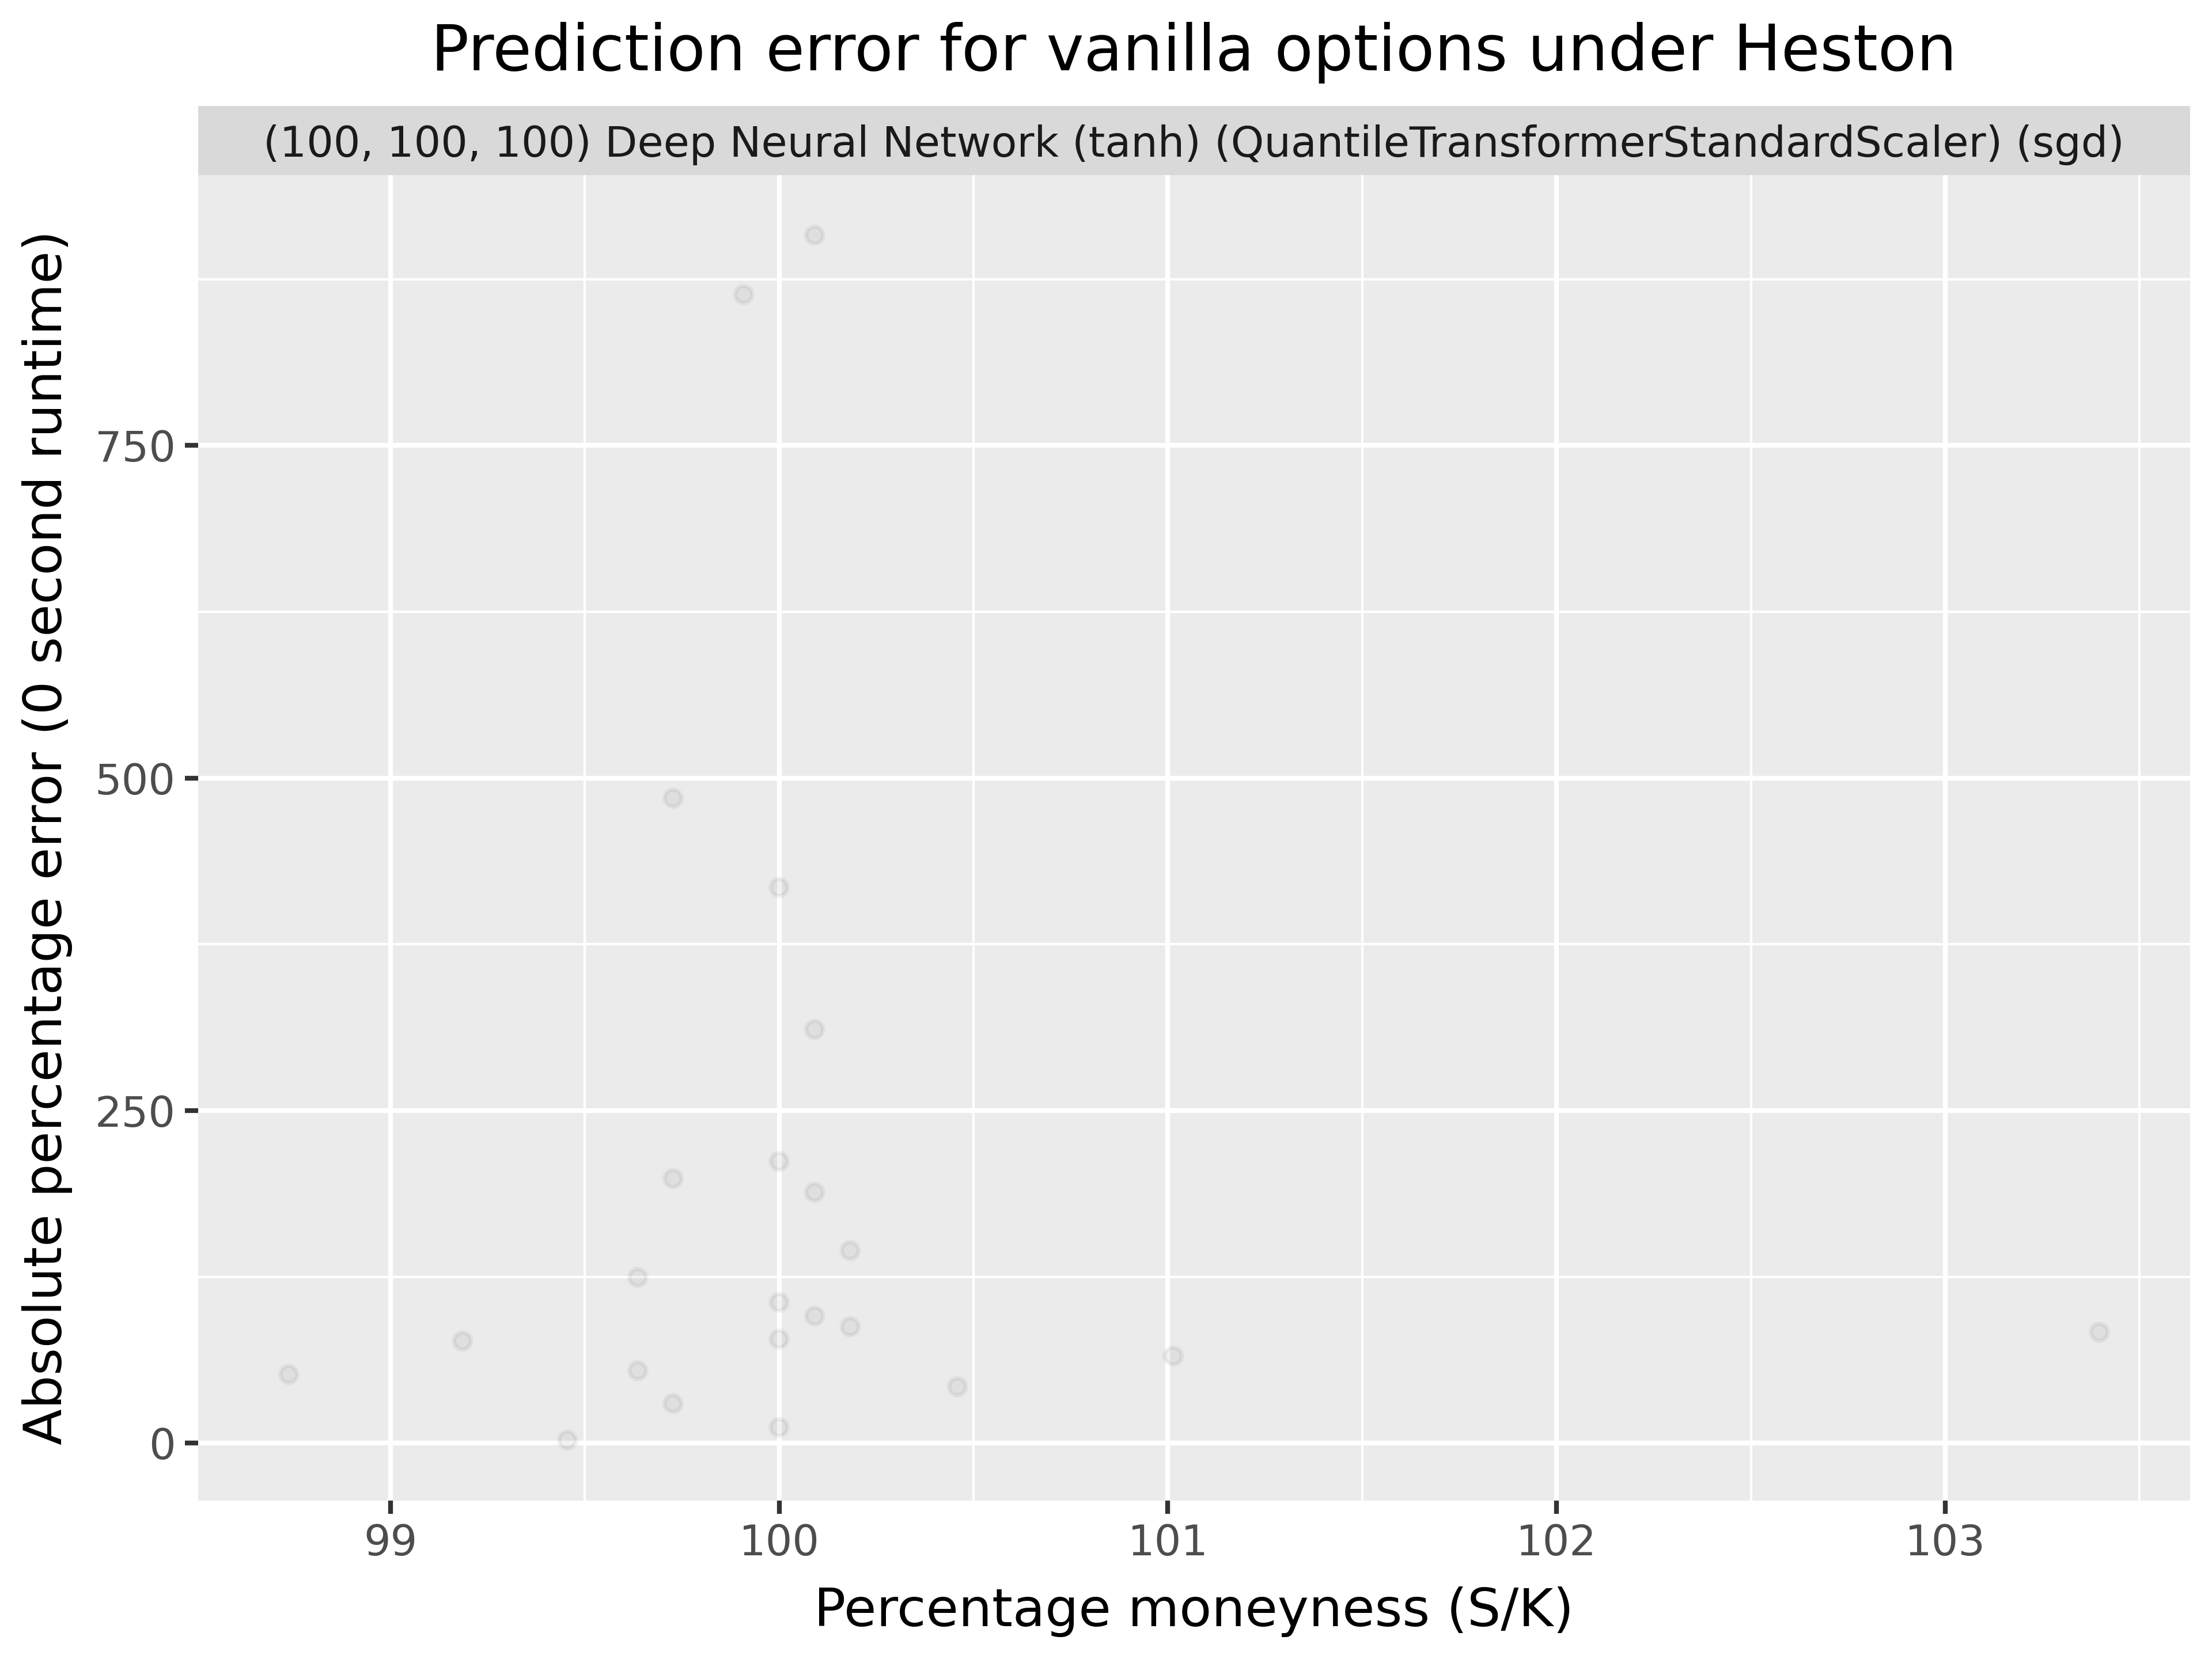 Prediction error for vanilla options under Heston
(100, 100, 100) Deep Neural Network (tanh) (QuantileTransformerStandardScaler) (sgd)
Absolute percentage error (0 second runtime)
750
500
250
0
99 100 101 102 103
Percentage moneyness (S/K)